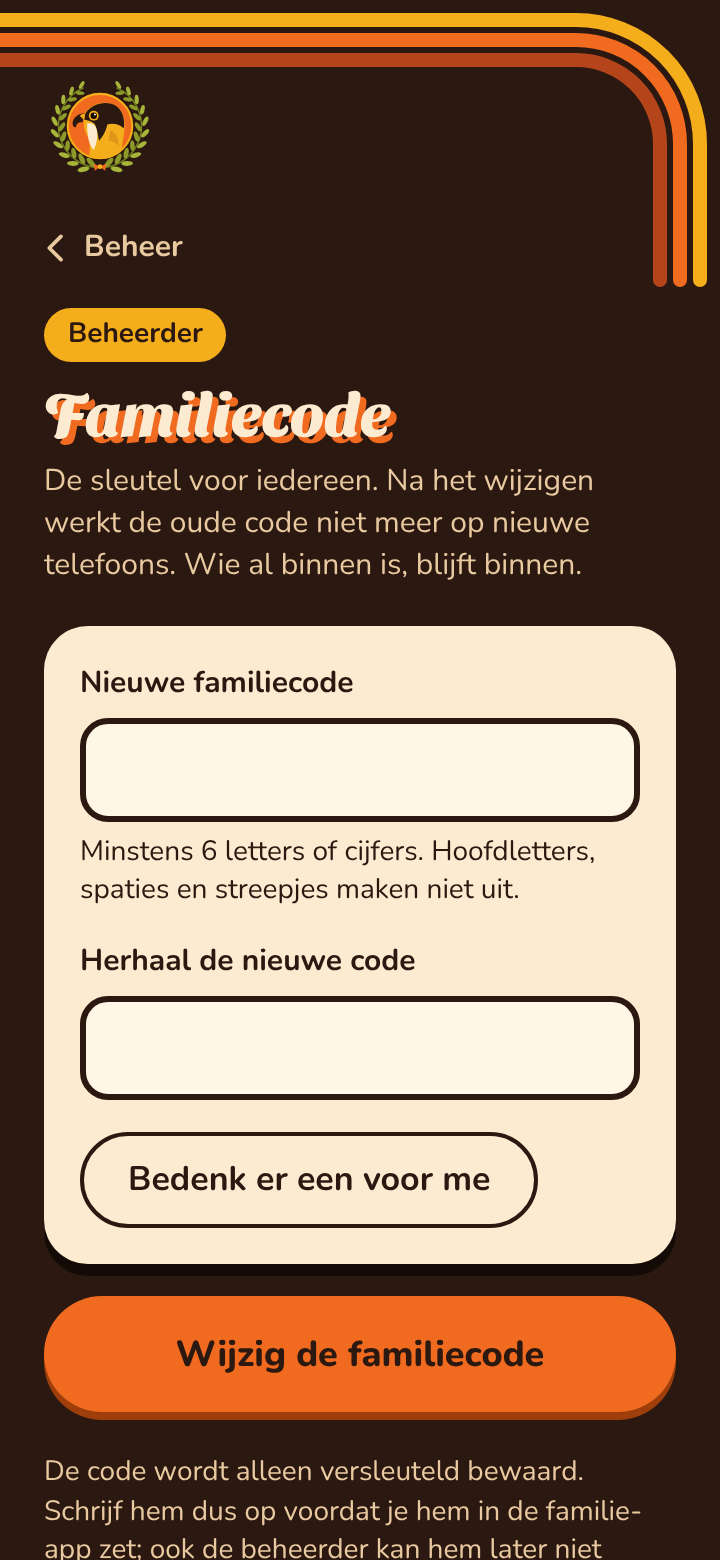 Beheer
Beheerder
Familiecode
De sleutel voor iedereen. Na het wijzigen
werkt de oude code niet meer op nieuwe
telefoons. Wie al binnen is, blijft binnen.
Nieuwe familiecode
Minstens 6 letters of cijfers. Hoofdletters,
spaties en streepjes maken niet uit.
Herhaal de nieuwe code
Bedenk er een voor me
Wijzig de familiecode
De code wordt alleen versleuteld bewaard.
Schrijf hem dus op voordat je hem in de familie-
app zet; ook de beheerder kan hem later niet